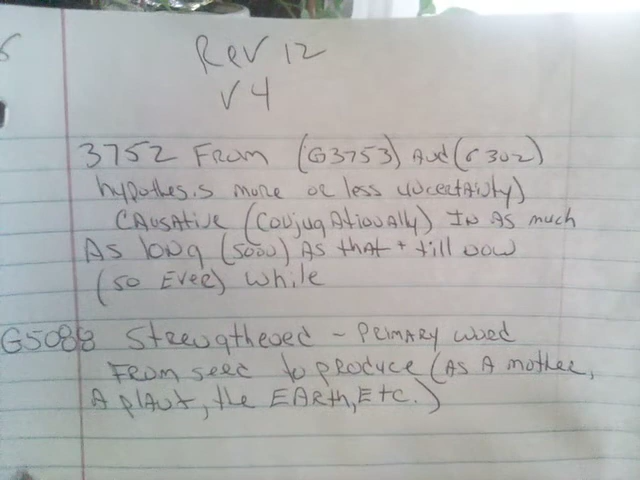 Rev 12
V 4
3752 From (G3753) And (G302)
hypothesis more or less uncertainty)
Causative (Conjugationally) In As much
As long (soon) As that + till now
(so Ever) while
G5088 Strengthened - Primary word
From seed to produce (As A mother,
A plant, the Earth, Etc.)